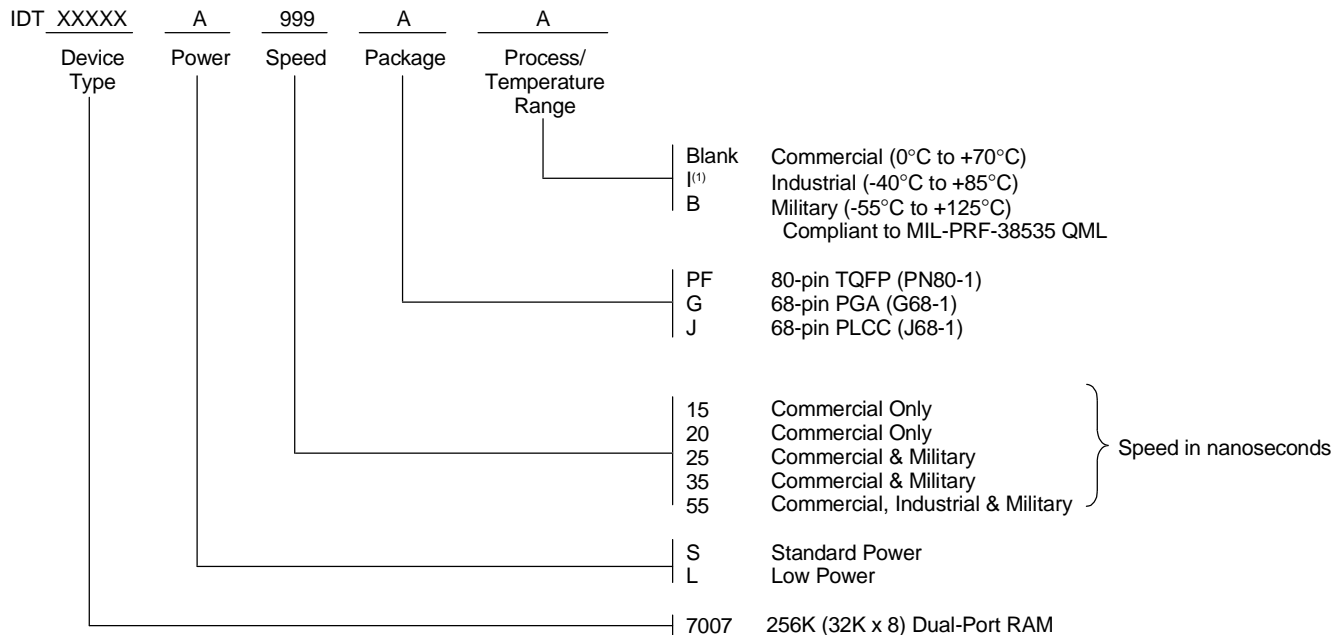 IDT XXXXX A 999 A A
Device Type Power Speed Package Process/ Temperature Range
Blank Commercial (0°C to +70°C)
I(1) Industrial (-40°C to +85°C)
B Military (-55°C to +125°C)
Compliant to MIL-PRF-38535 QML
PF 80-pin TQFP (PN80-1)
G 68-pin PGA (G68-1)
J 68-pin PLCC (J68-1)
15 Commercial Only
20 Commercial Only
25 Commercial & Military
35 Commercial & Military
55 Commercial, Industrial & Military
Speed in nanoseconds
S Standard Power
L Low Power
7007 256K (32K x 8) Dual-Port RAM